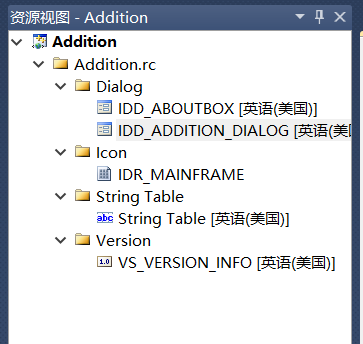 资源视图 - Addition
Addition
Addition.rc
Dialog
IDD_ABOUTBOX [英语(美国)]
IDD_ADDITION_DIALOG [英语(美
Icon
IDR_MAINFRAME
String Table
abc String Table [英语(美国)]
Version
1.0 VS_VERSION_INFO [英语(美国)]